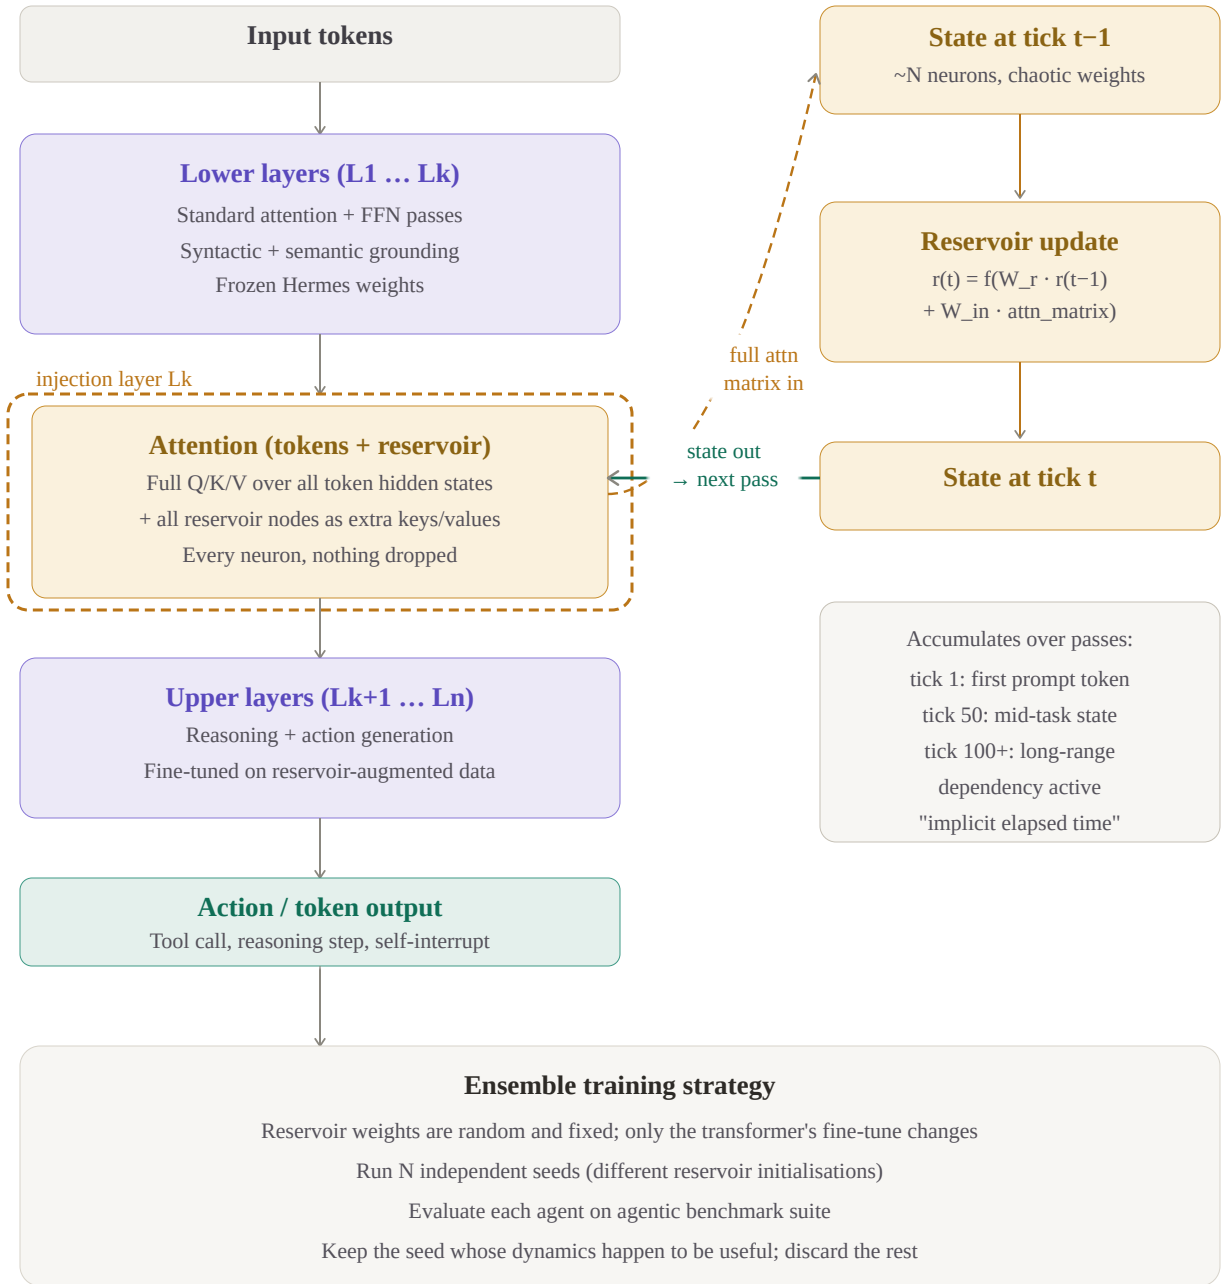 Input tokens
Lower layers (L1 … Lk)
Standard attention + FFN passes
Syntactic + semantic grounding
Frozen Hermes weights
injection layer Lk
Attention (tokens + reservoir)
Full Q/K/V over all token hidden states
+ all reservoir nodes as extra keys/values
Every neuron, nothing dropped
Upper layers (Lk+1 … Ln)
Reasoning + action generation
Fine-tuned on reservoir-augmented data
Action / token output
Tool call, reasoning step, self-interrupt
State at tick t−1
~N neurons, chaotic weights
Reservoir update
r(t) = f(W_r · r(t−1)
+ W_in · attn_matrix)
full attn
matrix in
state out
→ next pass
State at tick t
Accumulates over passes:
tick 1: first prompt token
tick 50: mid-task state
tick 100+: long-range
dependency active
"implicit elapsed time"
Ensemble training strategy
Reservoir weights are random and fixed; only the transformer's fine-tune changes
Run N independent seeds (different reservoir initialisations)
Evaluate each agent on agentic benchmark suite
Keep the seed whose dynamics happen to be useful; discard the rest